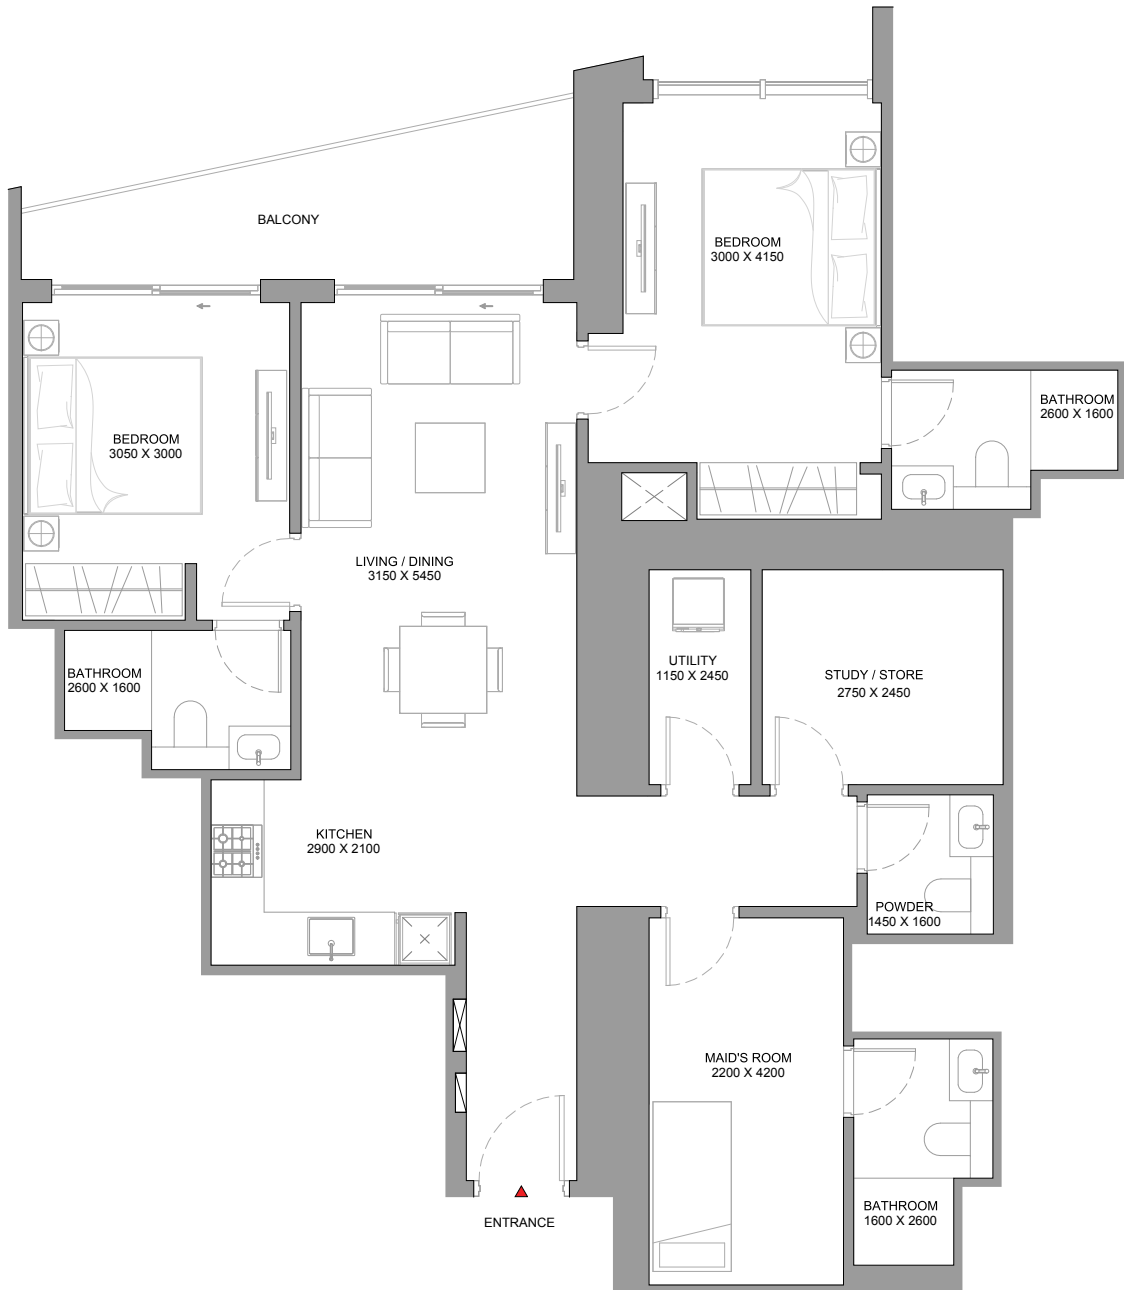 BALCONY
BEDROOM
3000 X 4150
BATHROOM
2600 X 1600
BEDROOM
3050 X 3000
LIVING / DINING
3150 X 5450
UTILITY
1150 X 2450
STUDY / STORE
2750 X 2450
BATHROOM
2600 X 1600
KITCHEN
2900 X 2100
POWDER
1450 X 1600
MAID'S ROOM
2200 X 4200
BATHROOM
1600 X 2600
ENTRANCE